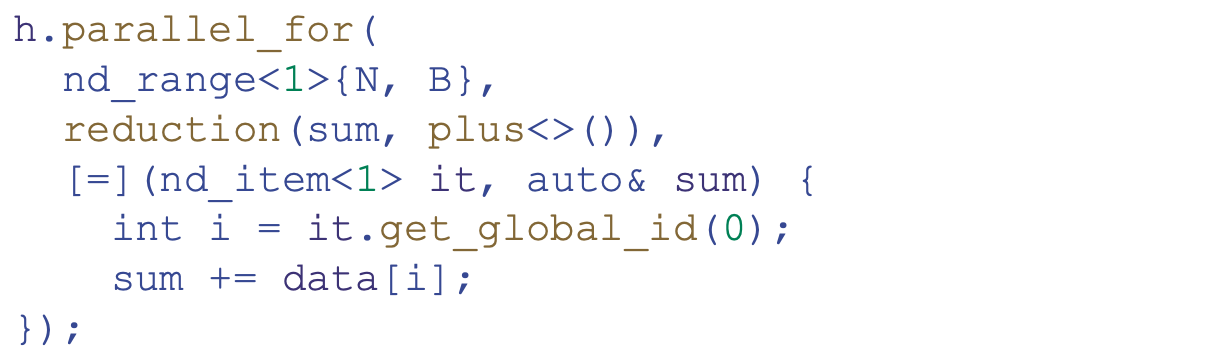 h.parallel_for(
  nd_range<1>{N, B},
  reduction(sum, plus<>()),
  [=](nd_item<1> it, auto& sum) {
    int i = it.get_global_id(0);
    sum += data[i];
});